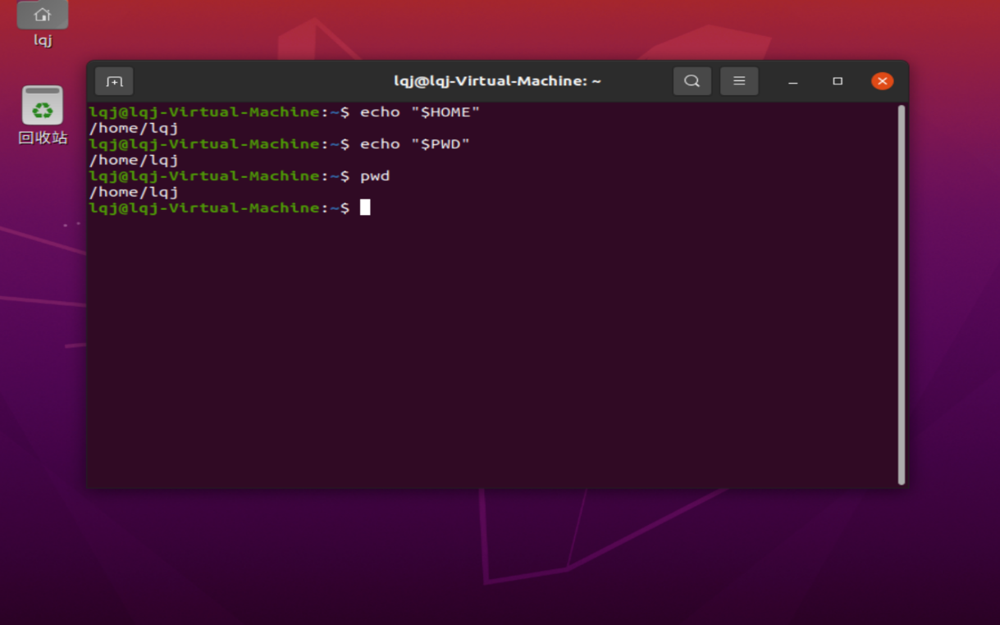 lqj
回收站
lqj@lqj-Virtual-Machine: ~
lqj@lqj-Virtual-Machine:~$ echo "$HOME"
/home/lqj
lqj@lqj-Virtual-Machine:~$ echo "$PWD"
/home/lqj
lqj@lqj-Virtual-Machine:~$ pwd
/home/lqj
lqj@lqj-Virtual-Machine:~$